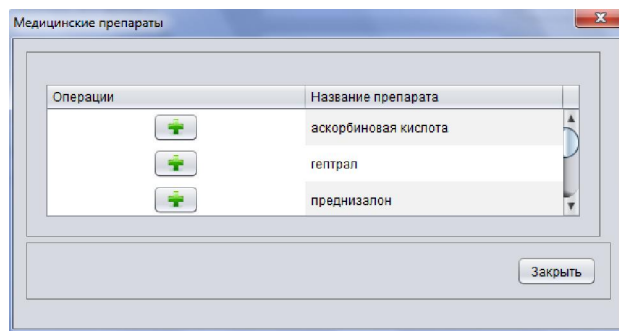 Медицинские препараты
Операции Название препарата
аскорбиновая кислота
гептрал
преднизалон
Закрыть